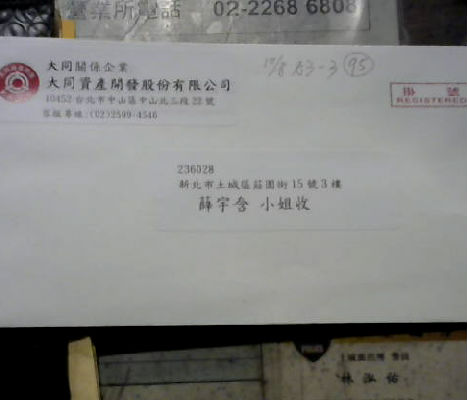 營業所電話 02-2268 6808
大同關係企業
大同資產開發股份有限公司
10452台北市中山區中山北三段22號
客服專線:(02)2599-4546
掛 號
REGISTERED
236028
新北市土城區莊園街15號3樓
薛宇含 小姐收
林泓佑